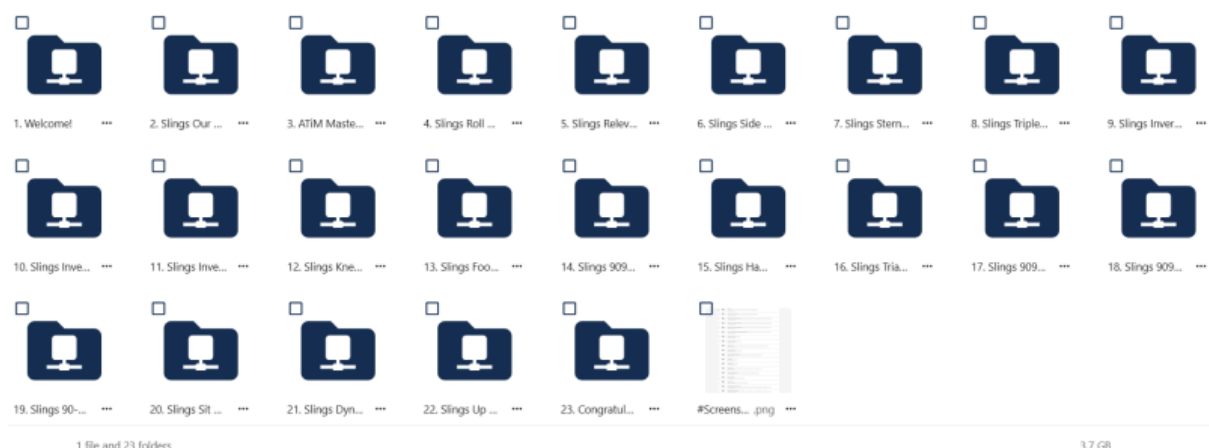 1. Welcome! ···
2. Slings Our ... ···
3. ATiM Maste... ···
4. Slings Roll ... ···
5. Slings Relev... ···
6. Slings Side ... ···
7. Slings Stern... ···
8. Slings Triple... ···
9. Slings Inver... ···
10. Slings Inve... ···
11. Slings Inve... ···
12. Slings Kne... ···
13. Slings Foo... ···
14. Slings 909... ···
15. Slings Ha... ···
16. Slings Tria... ···
17. Slings 909... ···
18. Slings 909... ···
19. Slings 90-... ···
20. Slings Sit ... ···
21. Slings Dyn... ···
22. Slings Up ... ···
23. Congratul... ···
#Screens... .png ···
1 file and 23 folders
3.7 GB